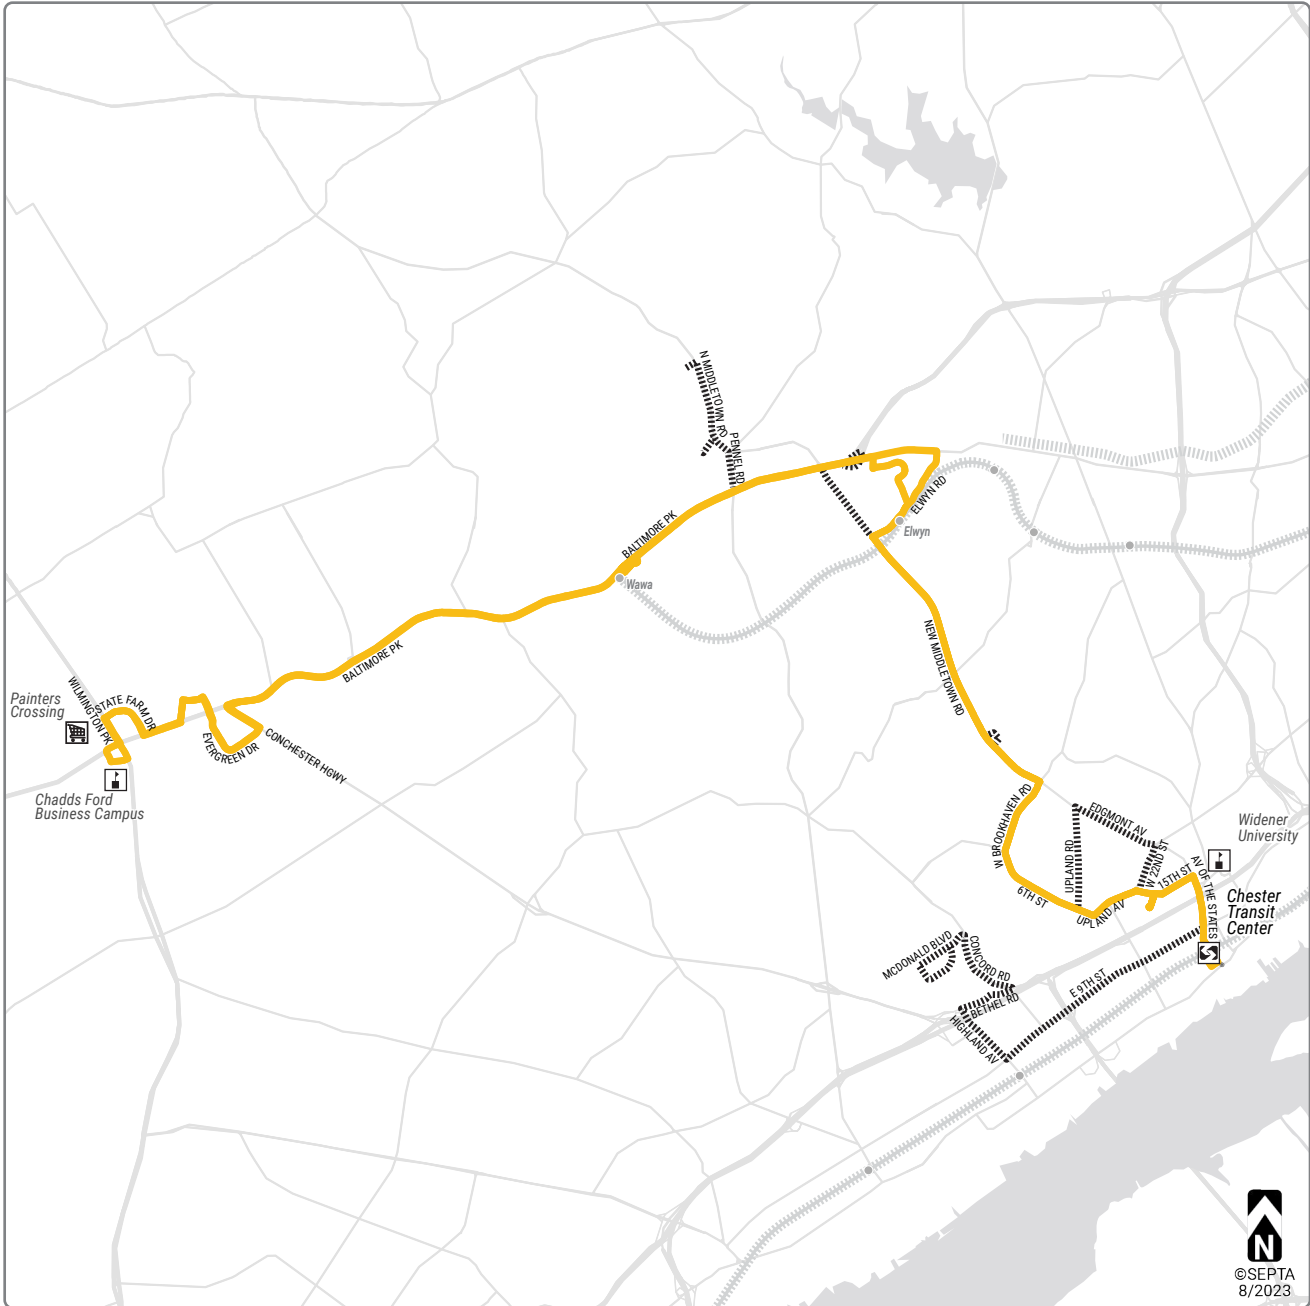 N MIDDLETOWN RD
PENNEL RD
BALTIMORE PK
ELWYN RD
Elwyn
Wawa
BALTIMORE PK
NEW MIDDLETOWN RD
Painters
Crossing
WILMINGTON PK
STATE FARM DR
EVERGREEN DR
CONCHESTER HGWY
Chadds Ford
Business Campus
W BROOKHAVEN RD
EDGMONT AV
UPLAND RD
W 22ND ST
6TH ST
UPLAND AV
15TH ST
AV OF THE STATES
Widener
University
Chester
Transit
Center
MCDONALD BLVD
CONCORD RD
BETHEL RD
HIGHLAND AV
E 9TH ST
N
©SEPTA
8/2023